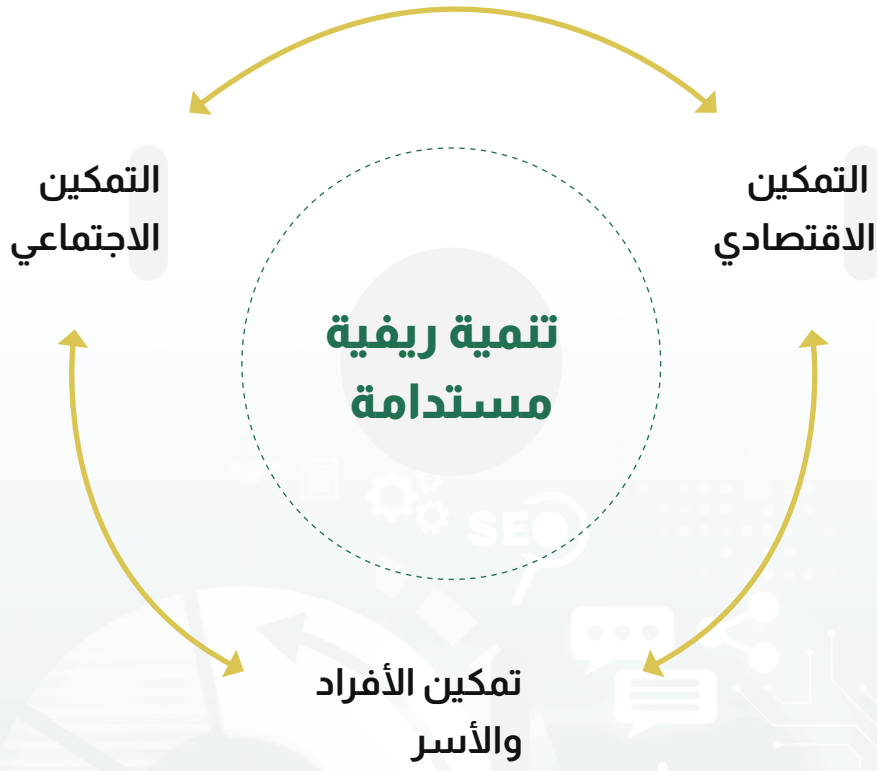 التمكين
الاقتصادي
التمكين
الاجتماعي
تنمية ريفية
مستدامة
SEO
تمكين الأفراد
والأسر